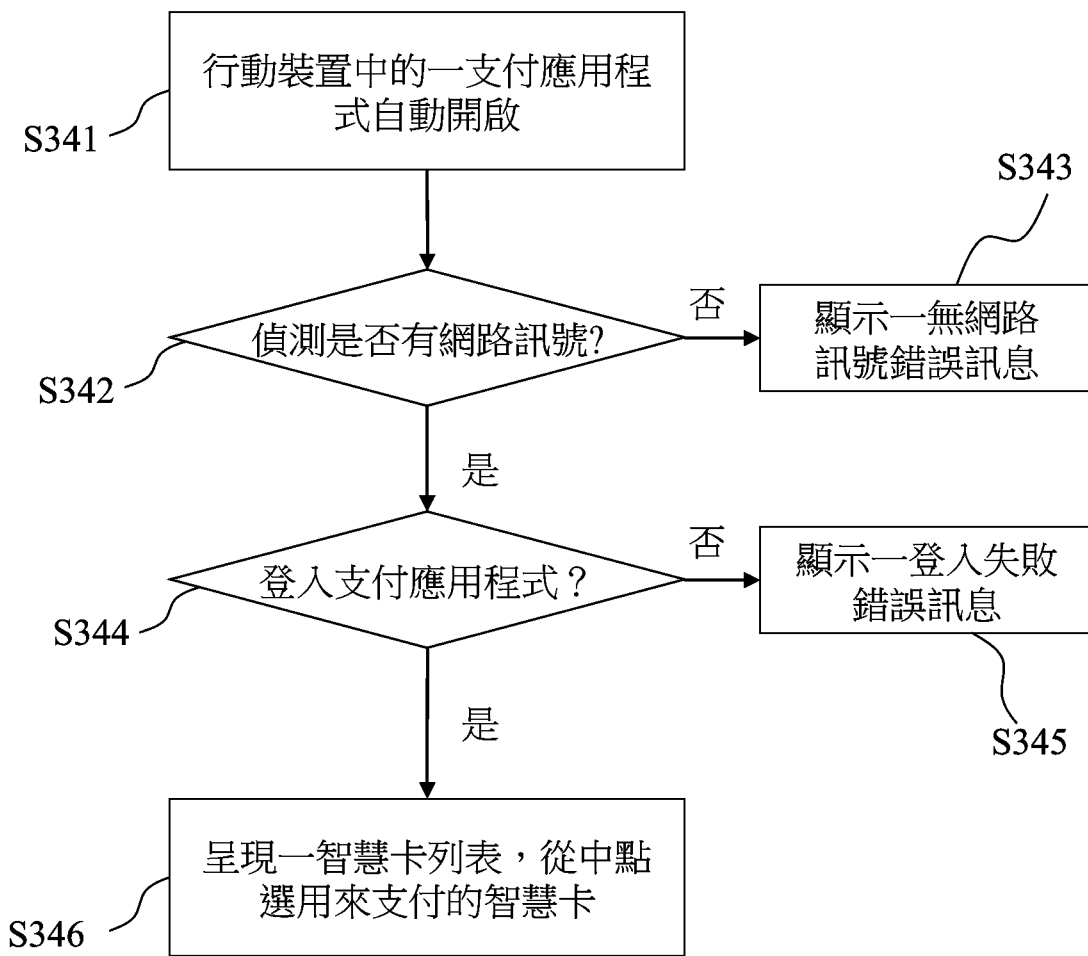 行動裝置中的一支付應用程
式自動開啟
S341
S343
否
顯示一無網路
訊號錯誤訊息
偵測是否有網路訊號?
S342
是
否
顯示一登入失敗
錯誤訊息
登入支付應用程式？
S344
是
S345
呈現一智慧卡列表，從中點
選用來支付的智慧卡
S346